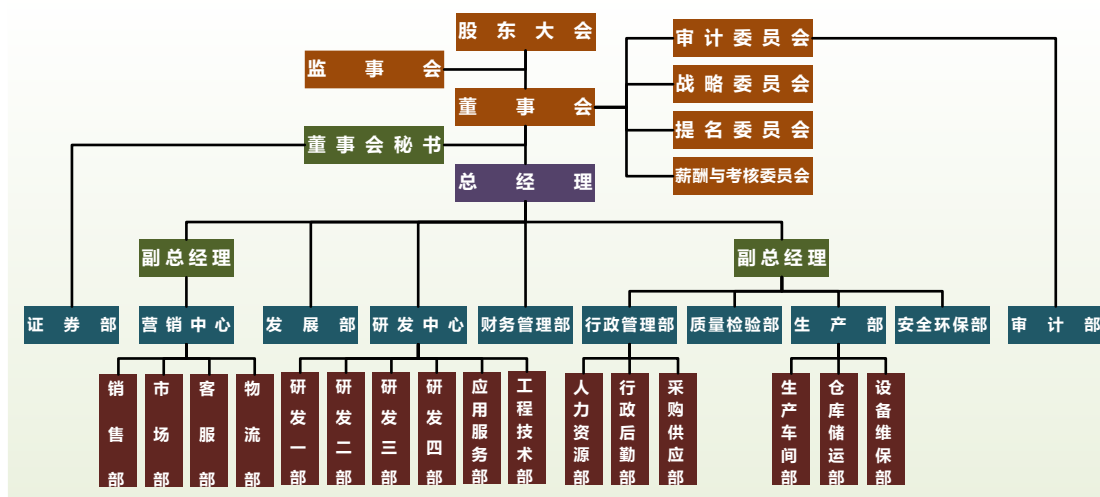 股东大会
审计委员会
监事会
战略委员会
董事会
提名委员会
董事会秘书
薪酬与考核委员会
总经理
副总经理
副总经理
证券部
营销中心
发展部
研发中心
财务管理部
行政管理部
质量检验部
生产部
安全环保部
审计部
销售部
市场部
客服部
物流部
研发一部
研发二部
研发三部
研发四部
应用服务部
工程技术部
人力资源部
行政后勤部
采购供应部
生产车间部
仓库储运部
设备维保部